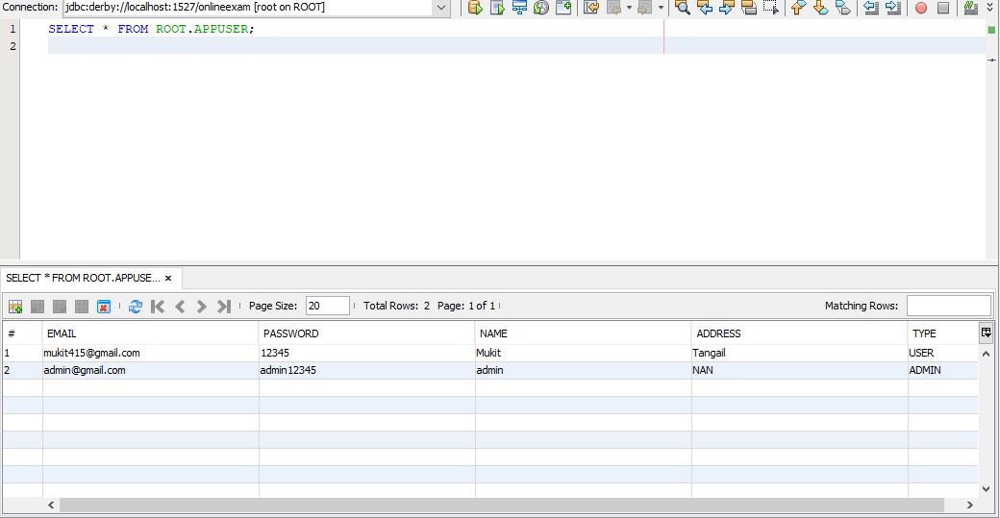 Connection: jdbc:derby://localhost:1527/onlineexam [root on ROOT]
1 SELECT * FROM ROOT.APPUSER;
2
SELECT * FROM ROOT.APPUSE... x
Page Size: 20 Total Rows: 2 Page: 1 of 1 Matching Rows:
# EMAIL PASSWORD NAME ADDRESS TYPE
1 mukit415@gmail.com 12345 Mukit Tangail USER
2 admin@gmail.com admin12345 admin NAN ADMIN